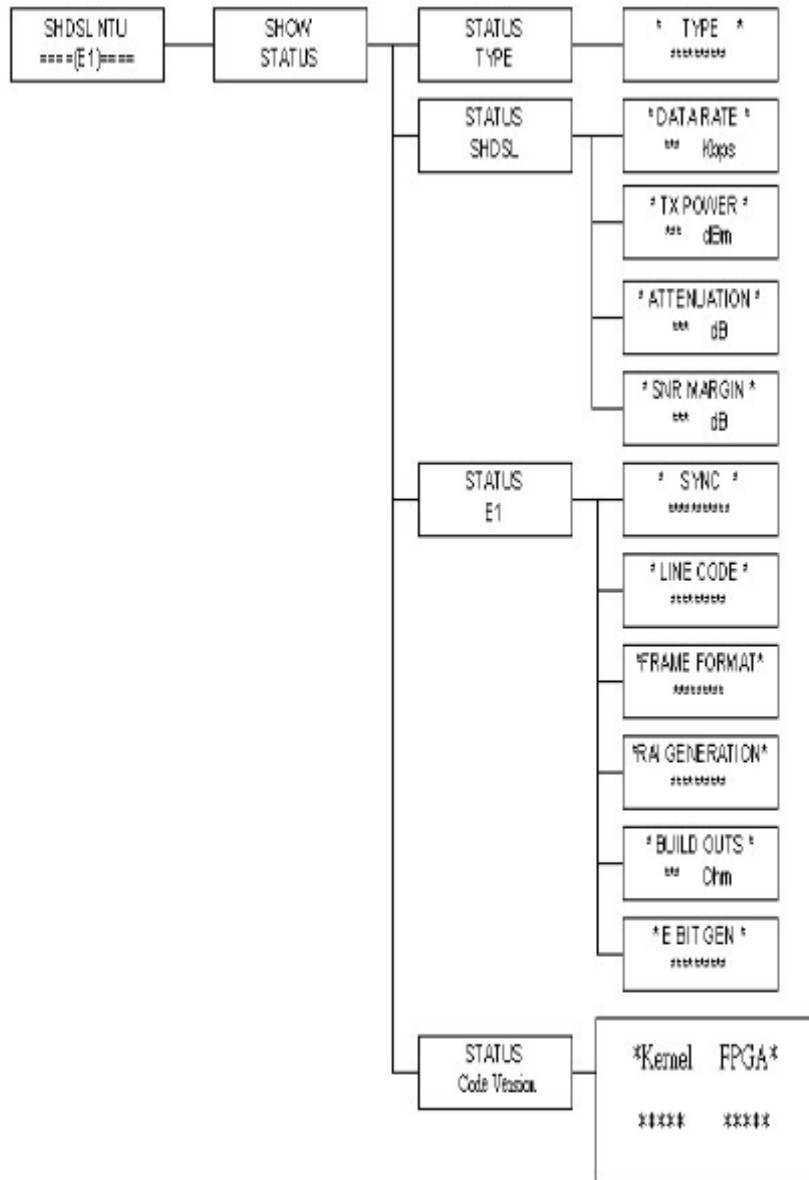 SHDSL NTU
====(E1)====
SHOW
STATUS
STATUS
TYPE
* TYPE *
********
STATUS
SHDSL
*DATA RATE *
*** Kbps
* TX POWER *
*** dBm
* ATTENUATION *
*** dB
* SNR MARGIN *
*** dB
STATUS
E1
* SYNC *
**********
* LINE CODE *
********
*FRAME FORMAT*
********
*RAI GENERATION*
********
* BUILD OUTS *
*** Ohm
*E BIT GEN *
********
STATUS
Code Version
*Kernel FPGA*
***** *****